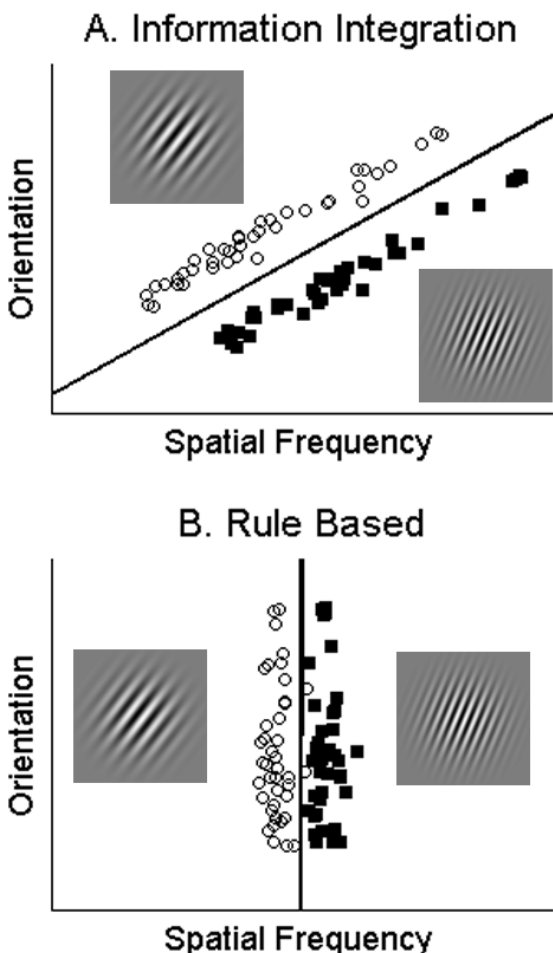 A. Information Integration
Orientation
Spatial Frequency
B. Rule Based
Orientation
Spatial Frequency